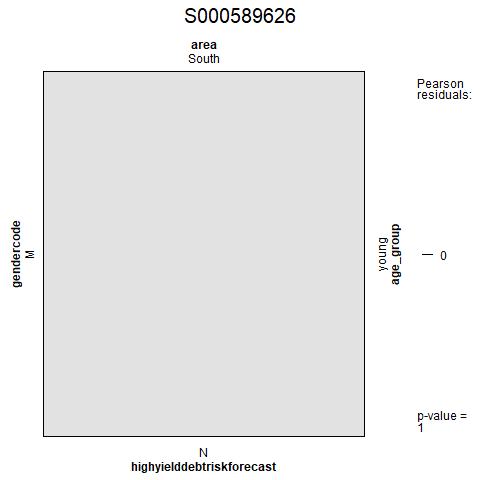 S000589626
area
South
Pearson
residuals:
gendercode
M
young
age_group
0
p-value =
1
N
highyielddebtriskforecast